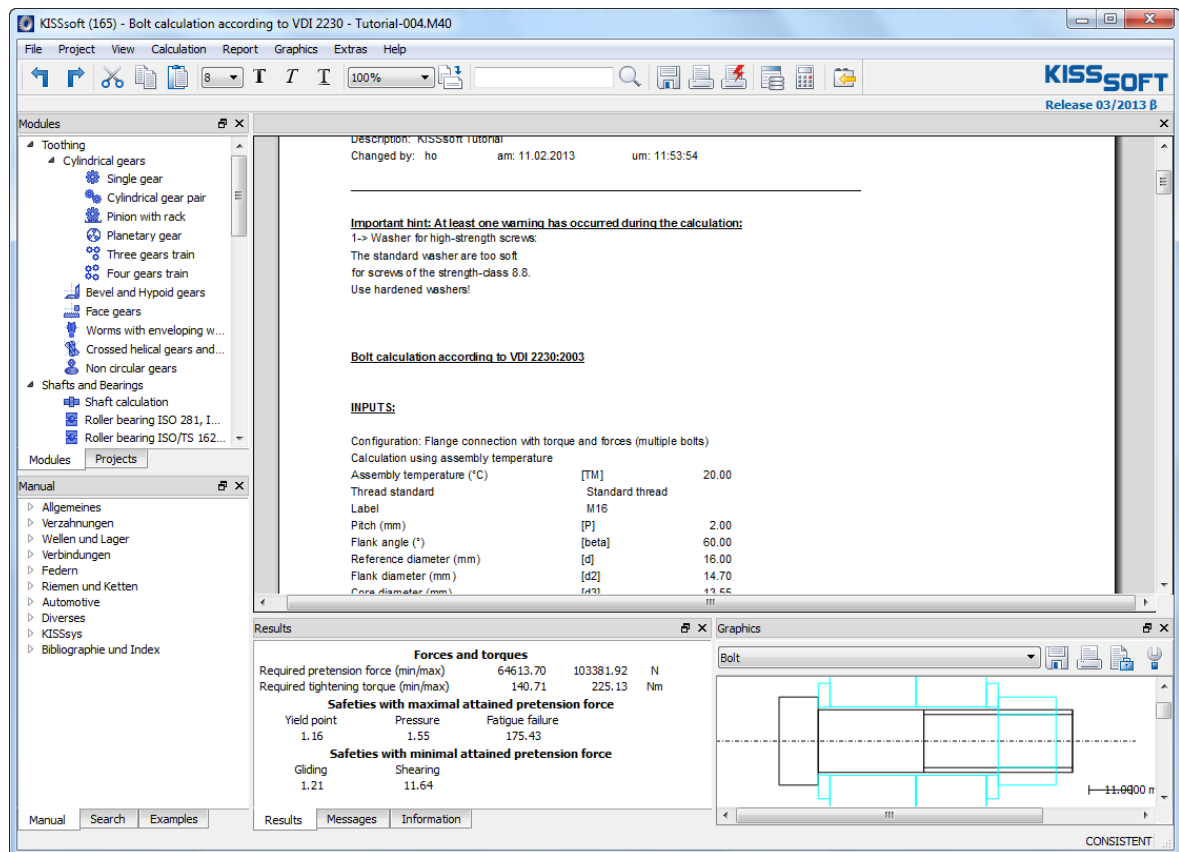 KISSsoft (165) - Bolt calculation according to VDI 2230 - Tutorial-004.M40
File Project View Calculation Report Graphics Extras Help
8 T T T 100%
KISSSOFT
Release 03/2013 β
Modules
Toothing
Cylindrical gears
Single gear
Cylindrical gear pair
Pinion with rack
Planetary gear
Three gears train
Four gears train
Bevel and Hypoid gears
Face gears
Worms with enveloping w...
Crossed helical gears and...
Non circular gears
Shafts and Bearings
Shaft calculation
Roller bearing ISO 281, I...
Roller bearing ISO/TS 162...
Modules Projects
Manual
Allgemeines
Verzahnungen
Wellen und Lager
Verbindungen
Federn
Riemen und Ketten
Automotive
Diverses
KISSsys
Bibliographie und Index
Manual Search Examples
Description: KISSsoft Tutorial
Changed by: ho am: 11.02.2013 um: 11:53:54
Important hint: At least one warning has occurred during the calculation:
1-> Washer for high-strength screws:
The standard washer are too soft
for screws of the strength-class 8.8.
Use hardened washers!
Bolt calculation according to VDI 2230:2003
INPUTS:
Configuration: Flange connection with torque and forces (multiple bolts)
Calculation using assembly temperature
Assembly temperature (°C) [TM] 20.00
Thread standard Standard thread
Label M16
Pitch (mm) [P] 2.00
Flank angle (°) [beta] 60.00
Reference diameter (mm) [d] 16.00
Flank diameter (mm) [d2] 14.70
Core diameter (mm) [d3] 13.55
Results
Forces and torques
Required pretension force (min/max) 64613.70 103381.92 N
Required tightening torque (min/max) 140.71 225.13 Nm
Safeties with maximal attained pretension force
Yield point Pressure Fatigue failure
1.16 1.55 175.43
Safeties with minimal attained pretension force
Gliding Shearing
1.21 11.64
Results Messages Information
Graphics
Bolt
11.0000 m
CONSISTENT